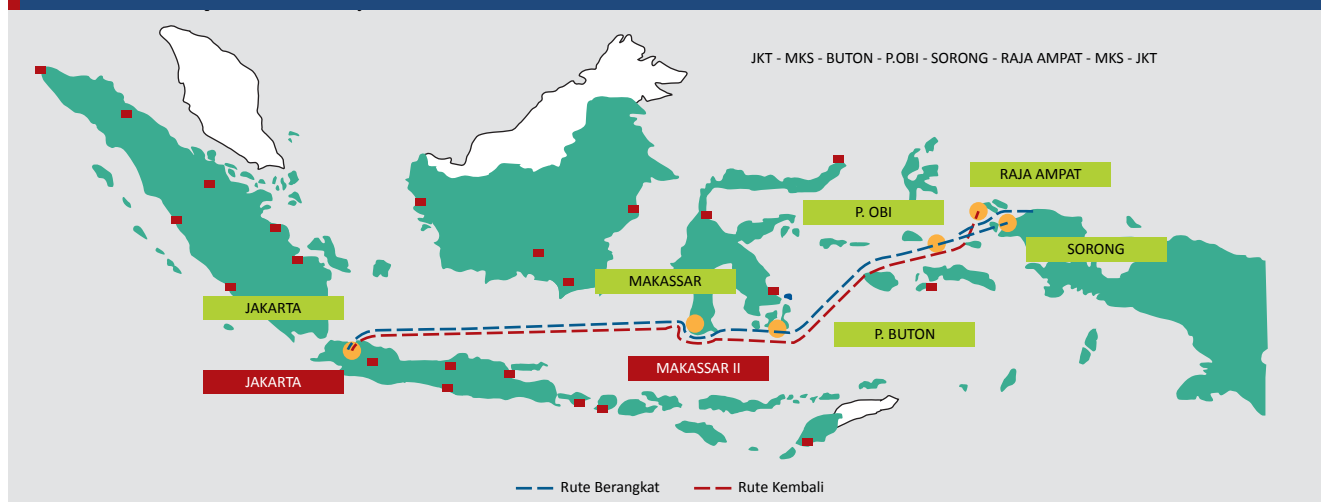 JKT - MKS - BUTON - P.OBI - SORONG - RAJA AMPAT - MKS - JKT
RAJA AMPAT
P. OBI
SORONG
MAKASSAR
JAKARTA
P. BUTON
MAKASSAR II
JAKARTA
Rute Berangkat
Rute Kembali